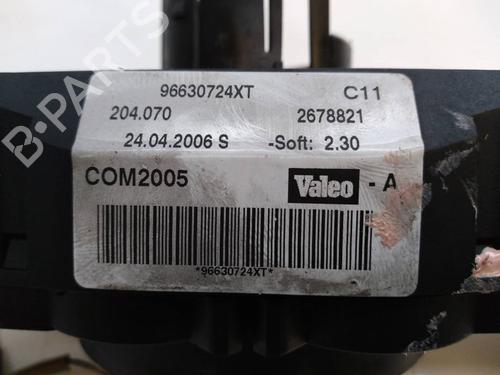 B-PARTS
96630724XT C11
204.070 2678821
24.04.2006 S -Soft: 2.30
COM2005 Valeo - A
*96630724XT*